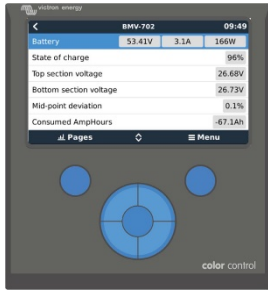 victron energy
BMV-702 09:49
Battery 53.41V 3.1A 166W
State of charge 96%
Top section voltage 26.68V
Bottom section voltage 26.73V
Mid-point deviation 0.1%
Consumed AmpHours -67.1Ah
Pages Menu
color control